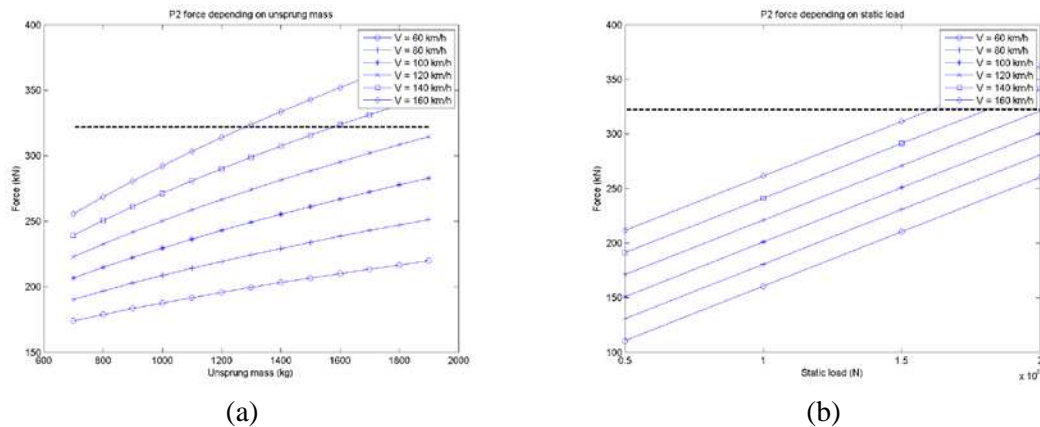 P2 force depending on unsprung mass
400
350
300
250
200
150
Force (kN)
V = 60 km/h
V = 80 km/h
V = 100 km/h
V = 120 km/h
V = 140 km/h
V = 160 km/h
600
800
1000
1200
1400
1600
1800
2000
Unsprung mass (kg)
(a)
P2 force depending on static load
400
350
300
250
200
150
100
Force (kN)
V = 60 km/h
V = 80 km/h
V = 100 km/h
V = 120 km/h
V = 140 km/h
V = 160 km/h
0.5
1
1.5
Static load (N)
(b)